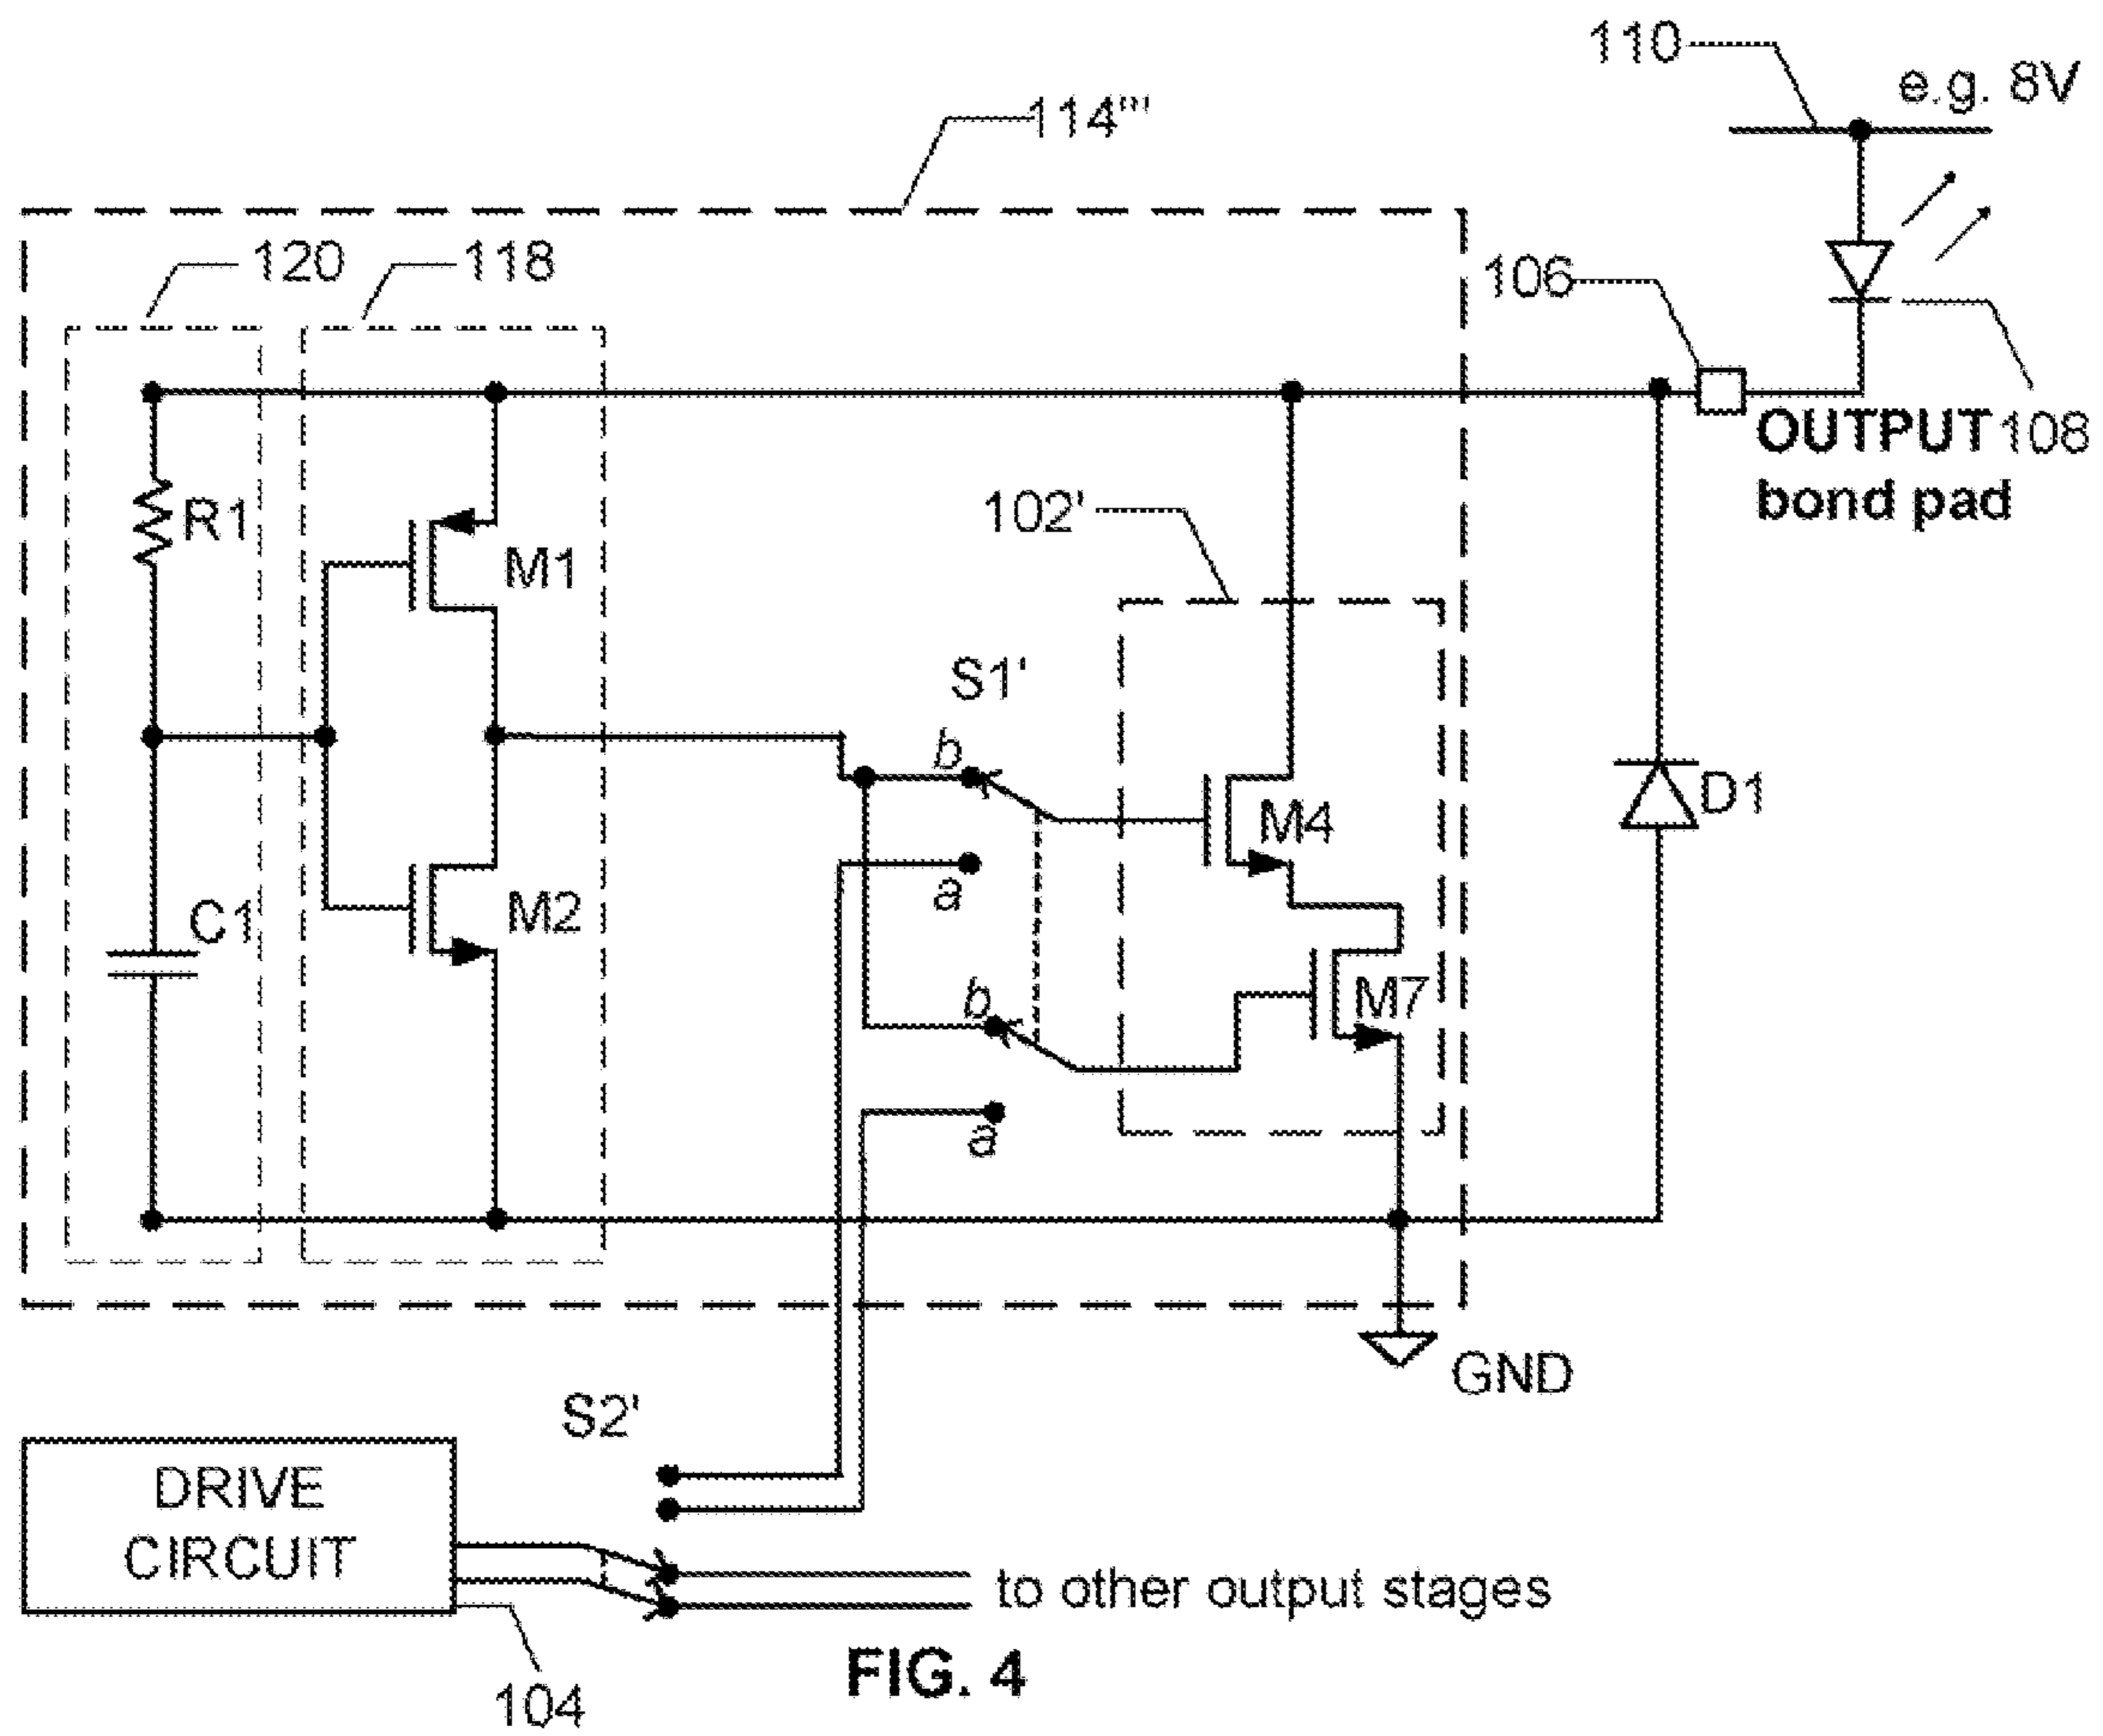 110
e.g. 8V
114'''
120
118
106
OUTPUT 108
bond pad
R1
102'
M1
S1'
b
D1
M4
a
C1
M2
b
M7
a
GND
S2'
DRIVE
CIRCUIT
to other output stages
FIG. 4
104